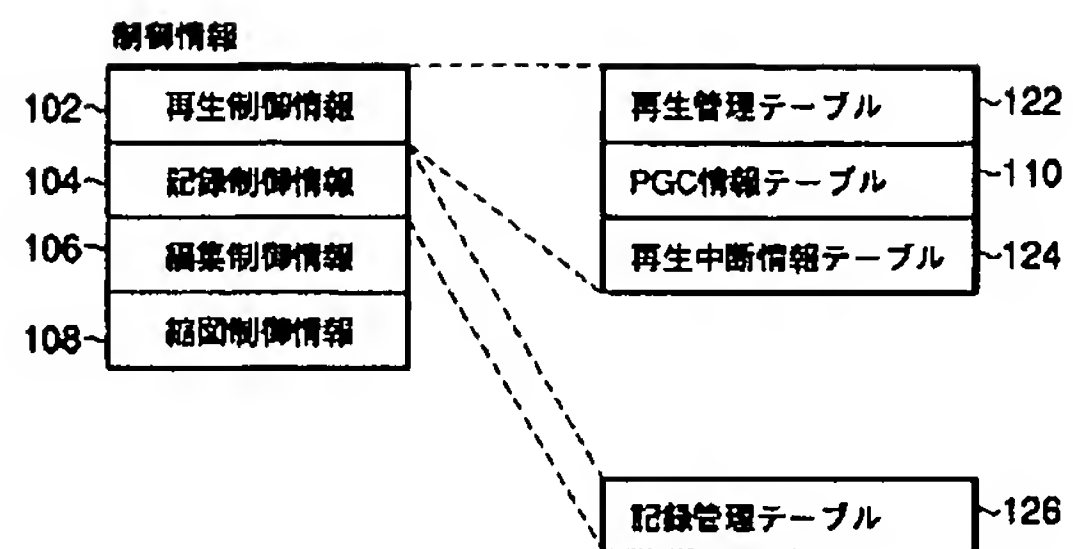 制御情報
102
再生制御情報
104
記録制御情報
106
編集制御情報
108
縮図制御情報
再生管理テーブル
122
PGC情報テーブル
110
再生中断情報テーブル
124
記録管理テーブル
126